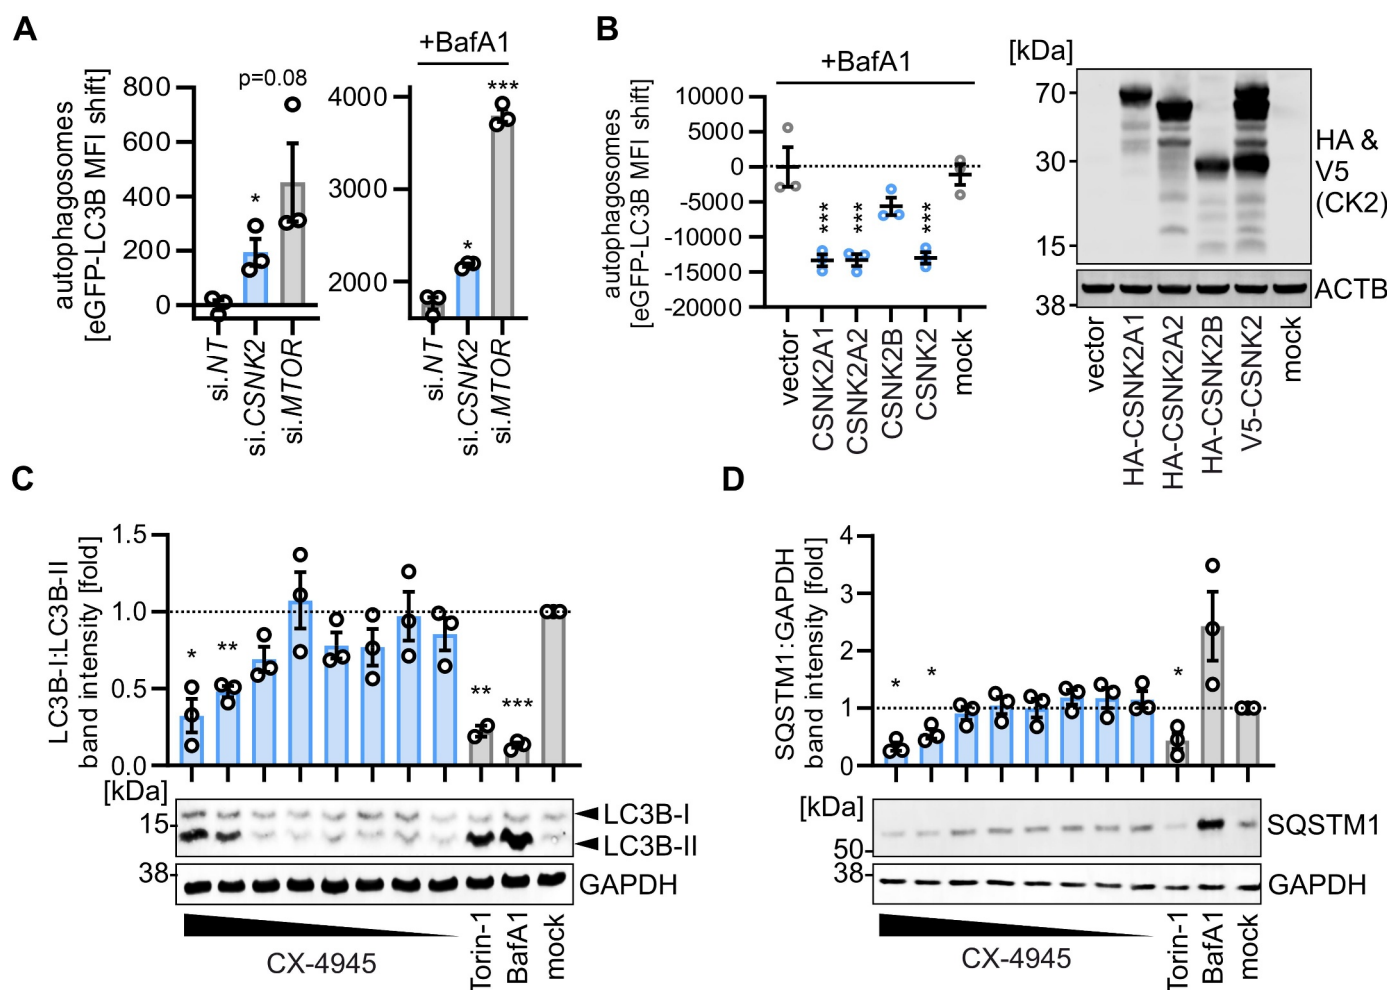 A
autophagosomes
[eGFP-LC3B MFI shift]
800
600
400
200
0
p=0.08
*
si.NT
si.CSNK2
si.MTOR
+BafA1
4000
3000
2000
*
***
si.NT
si.CSNK2
si.MTOR
B
autophagosomes
[eGFP-LC3B MFI shift]
+BafA1
10000
5000
0
-5000
-10000
-15000
-20000
***
***
***
vector
CSNK2A1
CSNK2A2
CSNK2B
CSNK2
mock
[kDa]
70
30
15
38
HA &
V5
(CK2)
ACTB
vector
HA-CSNK2A1
HA-CSNK2A2
HA-CSNK2B
V5-CSNK2
mock
C
LC3B-I:LC3B-II
band intensity [fold]
1.5
1.0
0.5
0.0
*
**
**
***
[kDa]
15
38
LC3B-I
LC3B-II
GAPDH
CX-4945
Torin-1
BafA1
mock
D
SQSTM1:GAPDH
band intensity [fold]
4
3
2
1
0
*
*
*
[kDa]
50
38
SQSTM1
GAPDH
CX-4945
Torin-1
BafA1
mock